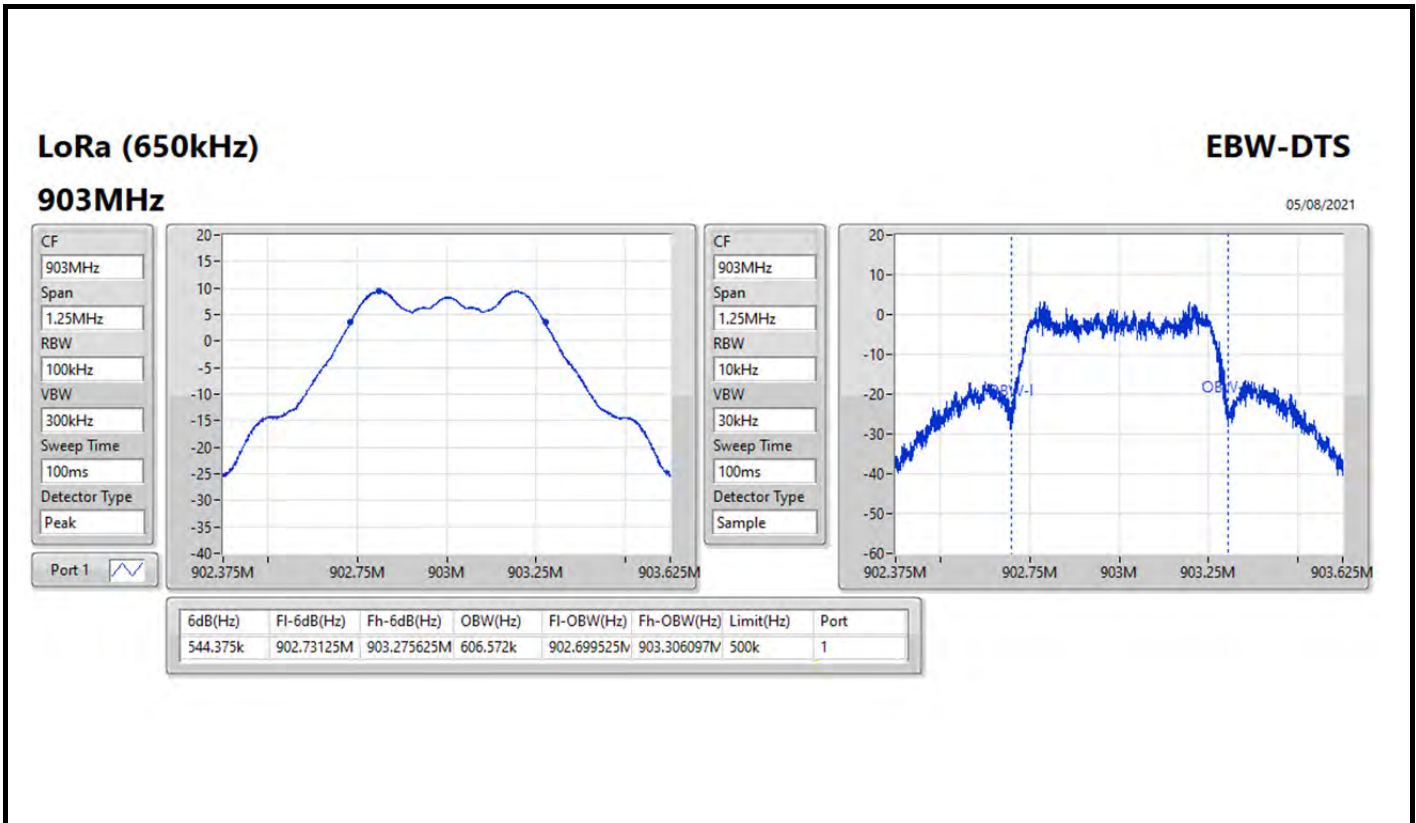 LoRa (650kHz)
EBW-DTS
903MHz
05/08/2021
CF
903MHz
Span
1.25MHz
RBW
100kHz
VBW
300kHz
Sweep Time
100ms
Detector Type
Peak
Port 1
20
15
10
5
0
-5
-10
-15
-20
-25
-30
-35
-40
902.375M 902.75M 903M 903.25M 903.625M
CF
903MHz
Span
1.25MHz
RBW
10kHz
VBW
30kHz
Sweep Time
100ms
Detector Type
Sample
20
10
0
-10
-20
-30
-40
-50
-60
902.375M 902.75M 903M 903.25M 903.625M
6dB(Hz) Fl-6dB(Hz) Fh-6dB(Hz) OBW(Hz) Fl-OBW(Hz) Fh-OBW(Hz) Limit(Hz) Port
544.375k 902.73125M 903.275625M 606.572k 902.699525M 903.306097M 500k 1